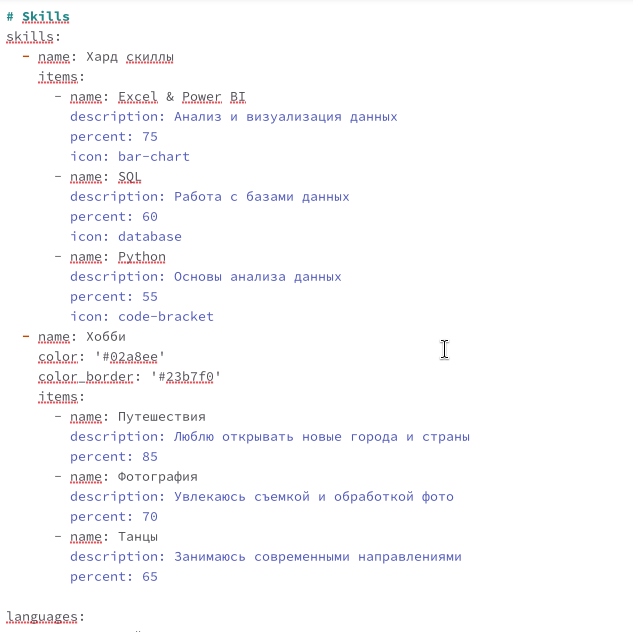 # Skills
skills:
- name: Хард скиллы
items:
- name: Excel & Power BI
description: Анализ и визуализация данных
percent: 75
icon: bar-chart
- name: SQL
description: Работа с базами данных
percent: 60
icon: database
- name: Python
description: Основы анализа данных
percent: 55
icon: code-bracket
- name: Хобби
color: '#02a8ee'
color_border: '#23b7f0'
items:
- name: Путешествия
description: Люблю открывать новые города и страны
percent: 85
- name: Фотография
description: Увлекаюсь съемкой и обработкой фото
percent: 70
- name: Танцы
description: Занимаюсь современными направлениями
percent: 65
languages: